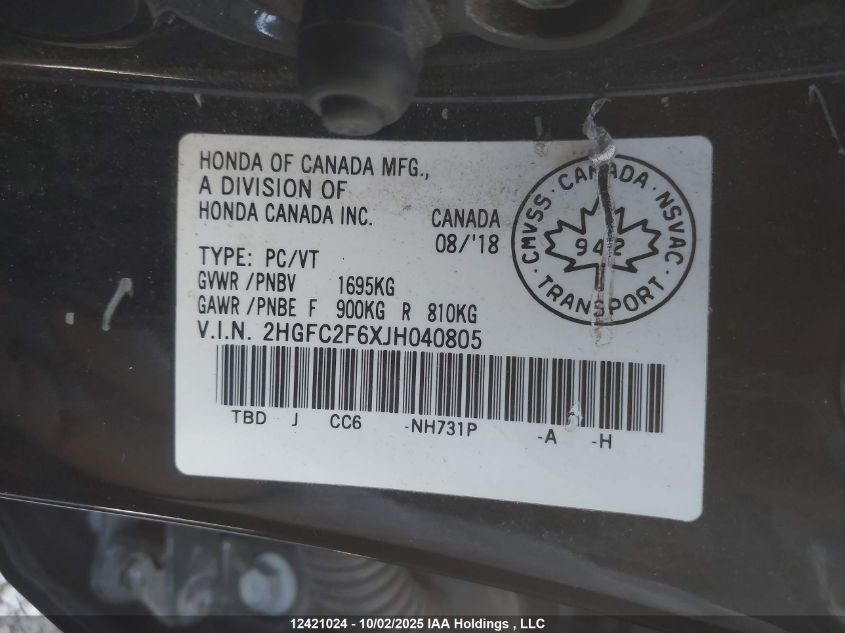 HONDA OF CANADA MFG.,
A DIVISION OF
HONDA CANADA INC.
CANADA
08/'18
TYPE: PC/VT
GVWR /PNBV 1695KG
GAWR /PNBE F 900KG R 810KG
V.I.N. 2HGFC2F6XJH040805
TBD J CC6 -NH731P -A -H
CMVSS · CANADA · NSVAC
942
· TRANSPORT ·
12421024 - 10/02/2025 IAA Holdings , LLC